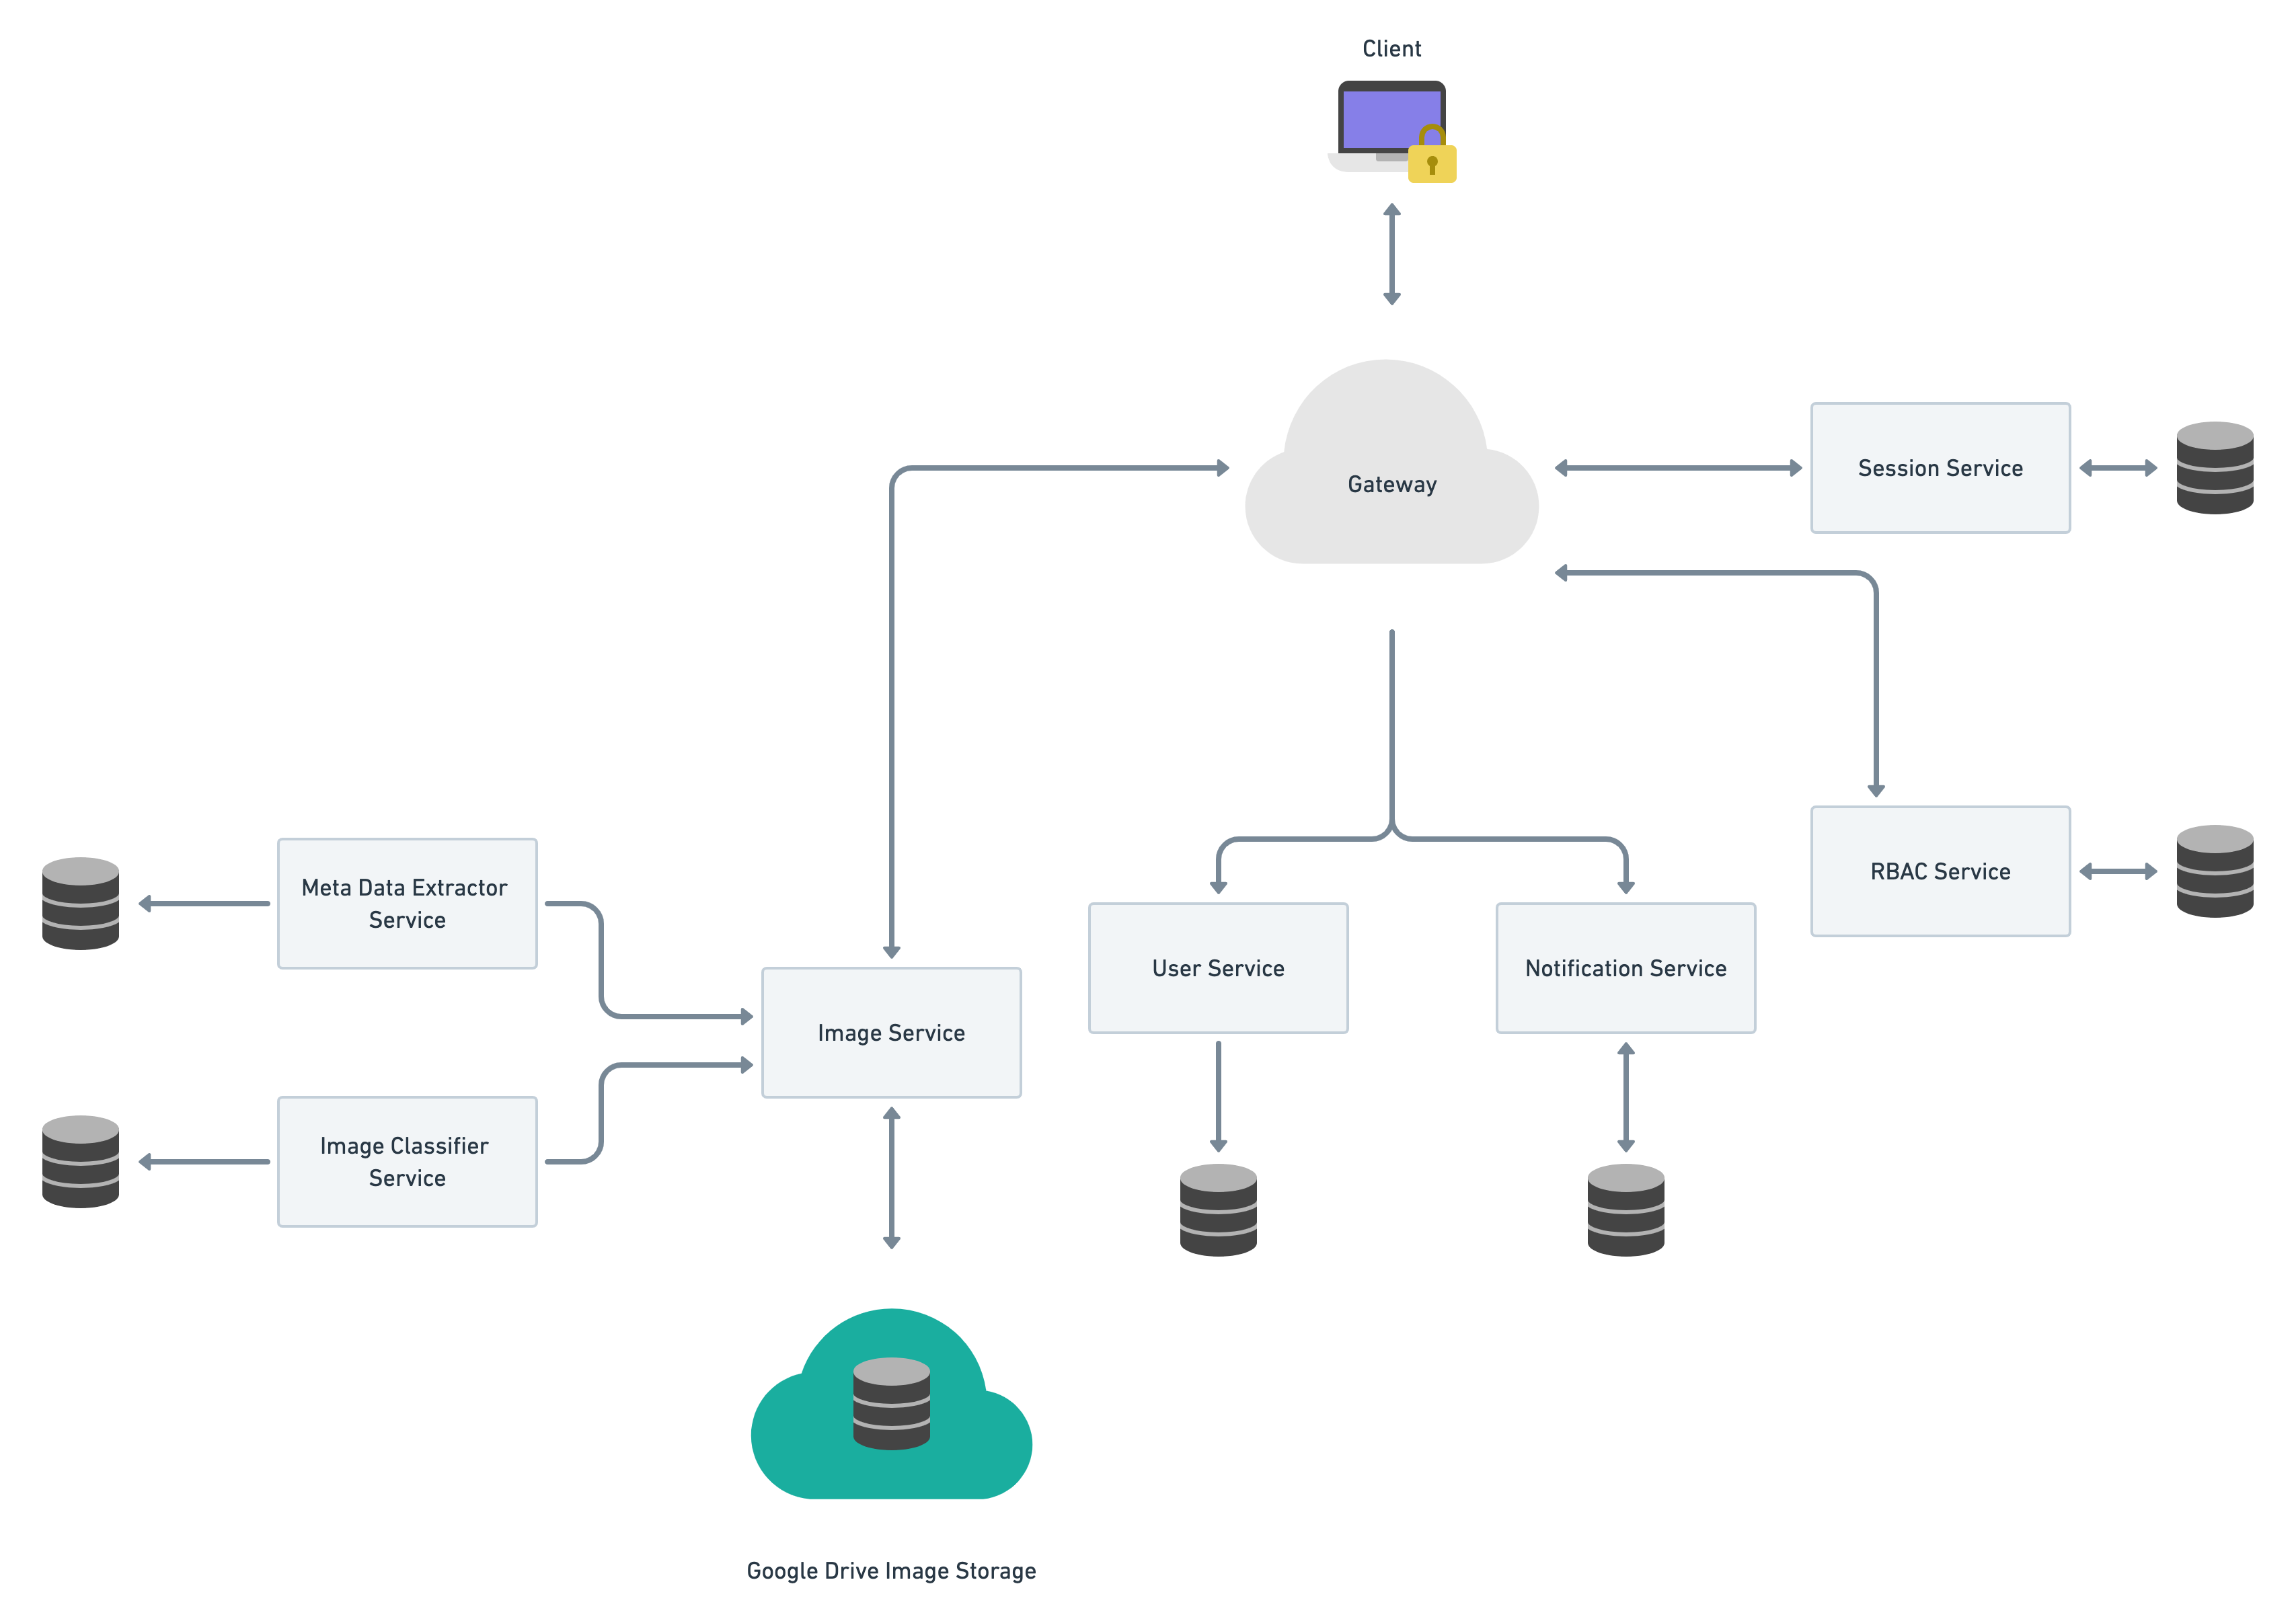 Client
Gateway
Session Service
RBAC Service
Meta Data Extractor
Service
User Service
Notification Service
Image Service
Image Classifier
Service
Google Drive Image Storage